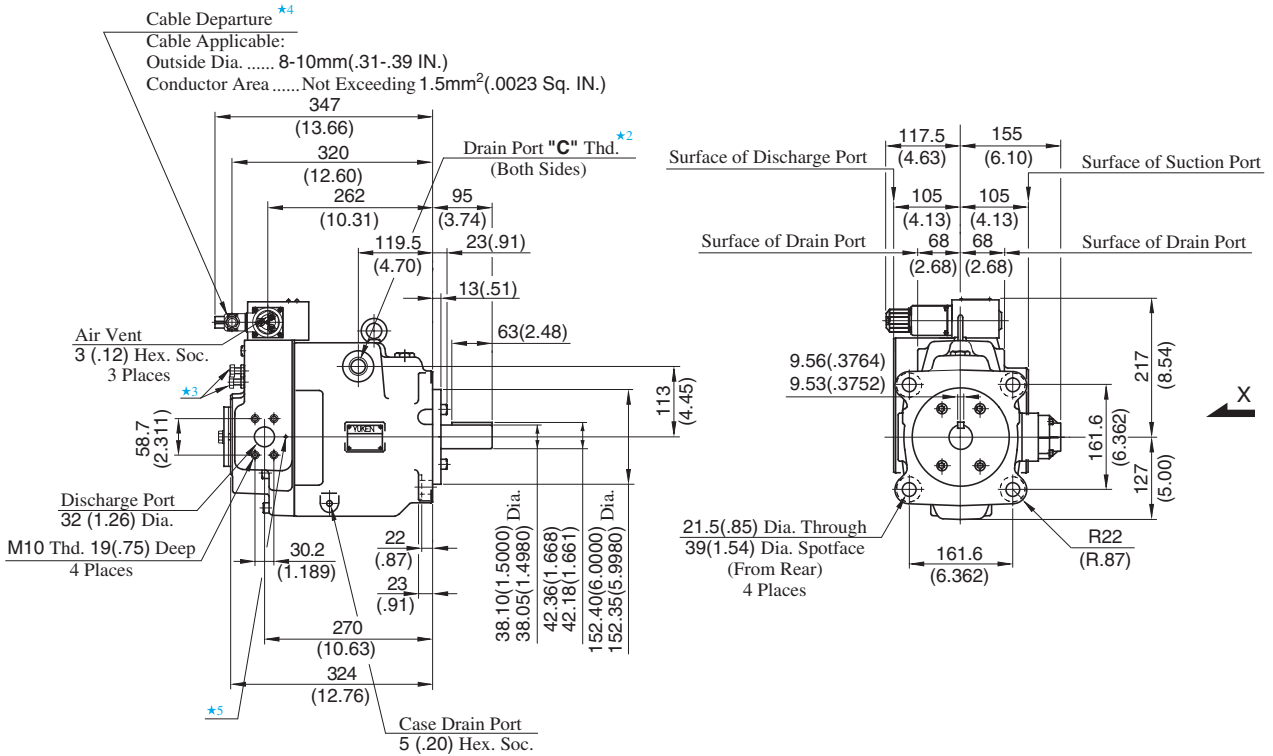 Cable Departure ★4
Cable Applicable:
Outside Dia. ...... 8-10mm(.31-.39 IN.)
Conductor Area ......Not Exceeding 1.5mm²(.0023 Sq. IN.)
347
(13.66)
320
(12.60)
262
(10.31)
95
(3.74)
119.5
(4.70)
23(.91)
13(.51)
63(2.48)
Drain Port "C" Thd.★2
(Both Sides)
Air Vent
3 (.12) Hex. Soc.
3 Places
★3
58.7
(2.311)
YUKEN
113
(4.45)
Discharge Port
32 (1.26) Dia.
M10 Thd. 19(.75) Deep
4 Places
30.2
(1.189)
22
(.87)
23
(.91)
38.10(1.5000) Dia.
38.05(1.4980)
42.36(1.668)
42.18(1.661)
152.40(6.0000) Dia.
152.35(5.9980)
270
(10.63)
324
(12.76)
★5
Case Drain Port
5 (.20) Hex. Soc.
117.5
(4.63)
155
(6.10)
Surface of Discharge Port
Surface of Suction Port
105
(4.13)
105
(4.13)
Surface of Drain Port
68
(2.68)
68
(2.68)
Surface of Drain Port
9.56(.3764)
9.53(.3752)
217
(8.54)
X
161.6
(6.362)
127
(5.00)
21.5(.85) Dia. Through
39(1.54) Dia. Spotface
(From Rear)
4 Places
161.6
(6.362)
R22
(R.87)